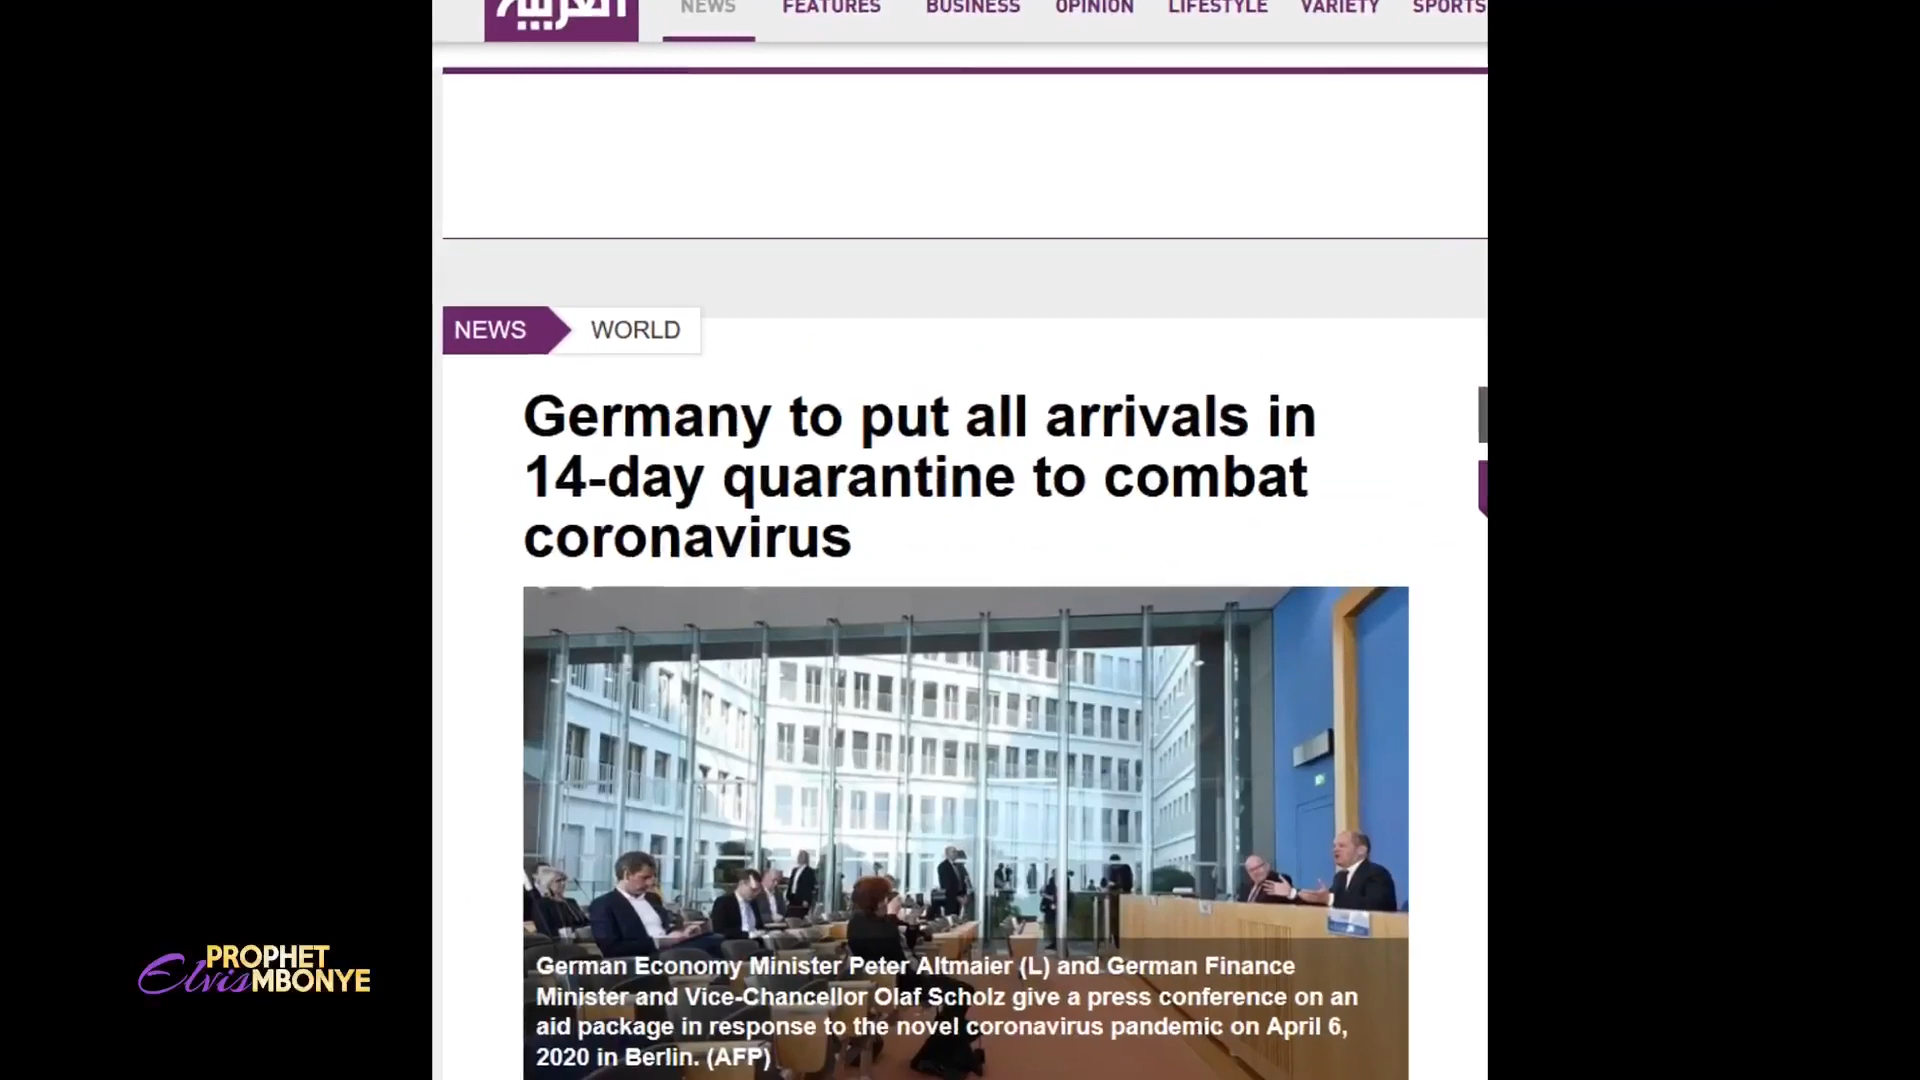 العربية
NEWS FEATURES BUSINESS OPINION LIFESTYLE VARIETY SPORTS
NEWS WORLD
Germany to put all arrivals in
14-day quarantine to combat
coronavirus
German Economy Minister Peter Altmaier (L) and German Finance
Minister and Vice-Chancellor Olaf Scholz give a press conference on an
aid package in response to the novel coronavirus pandemic on April 6,
2020 in Berlin. (AFP)
PROPHET
Elvis MBONYE